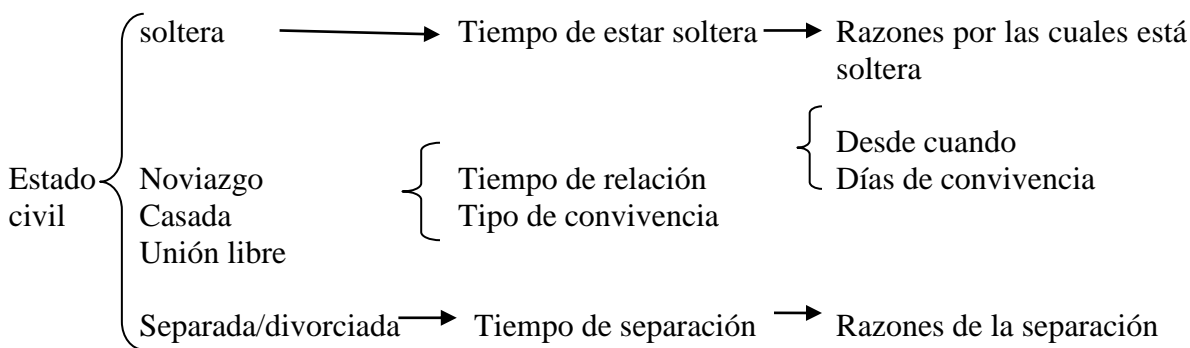 soltera Tiempo de estar soltera Razones por las cuales está
soltera
Desde cuando
Estado Noviazgo Tiempo de relación Días de convivencia
civil Casada Tipo de convivencia
Unión libre
Separada/divorciada Tiempo de separación Razones de la separación